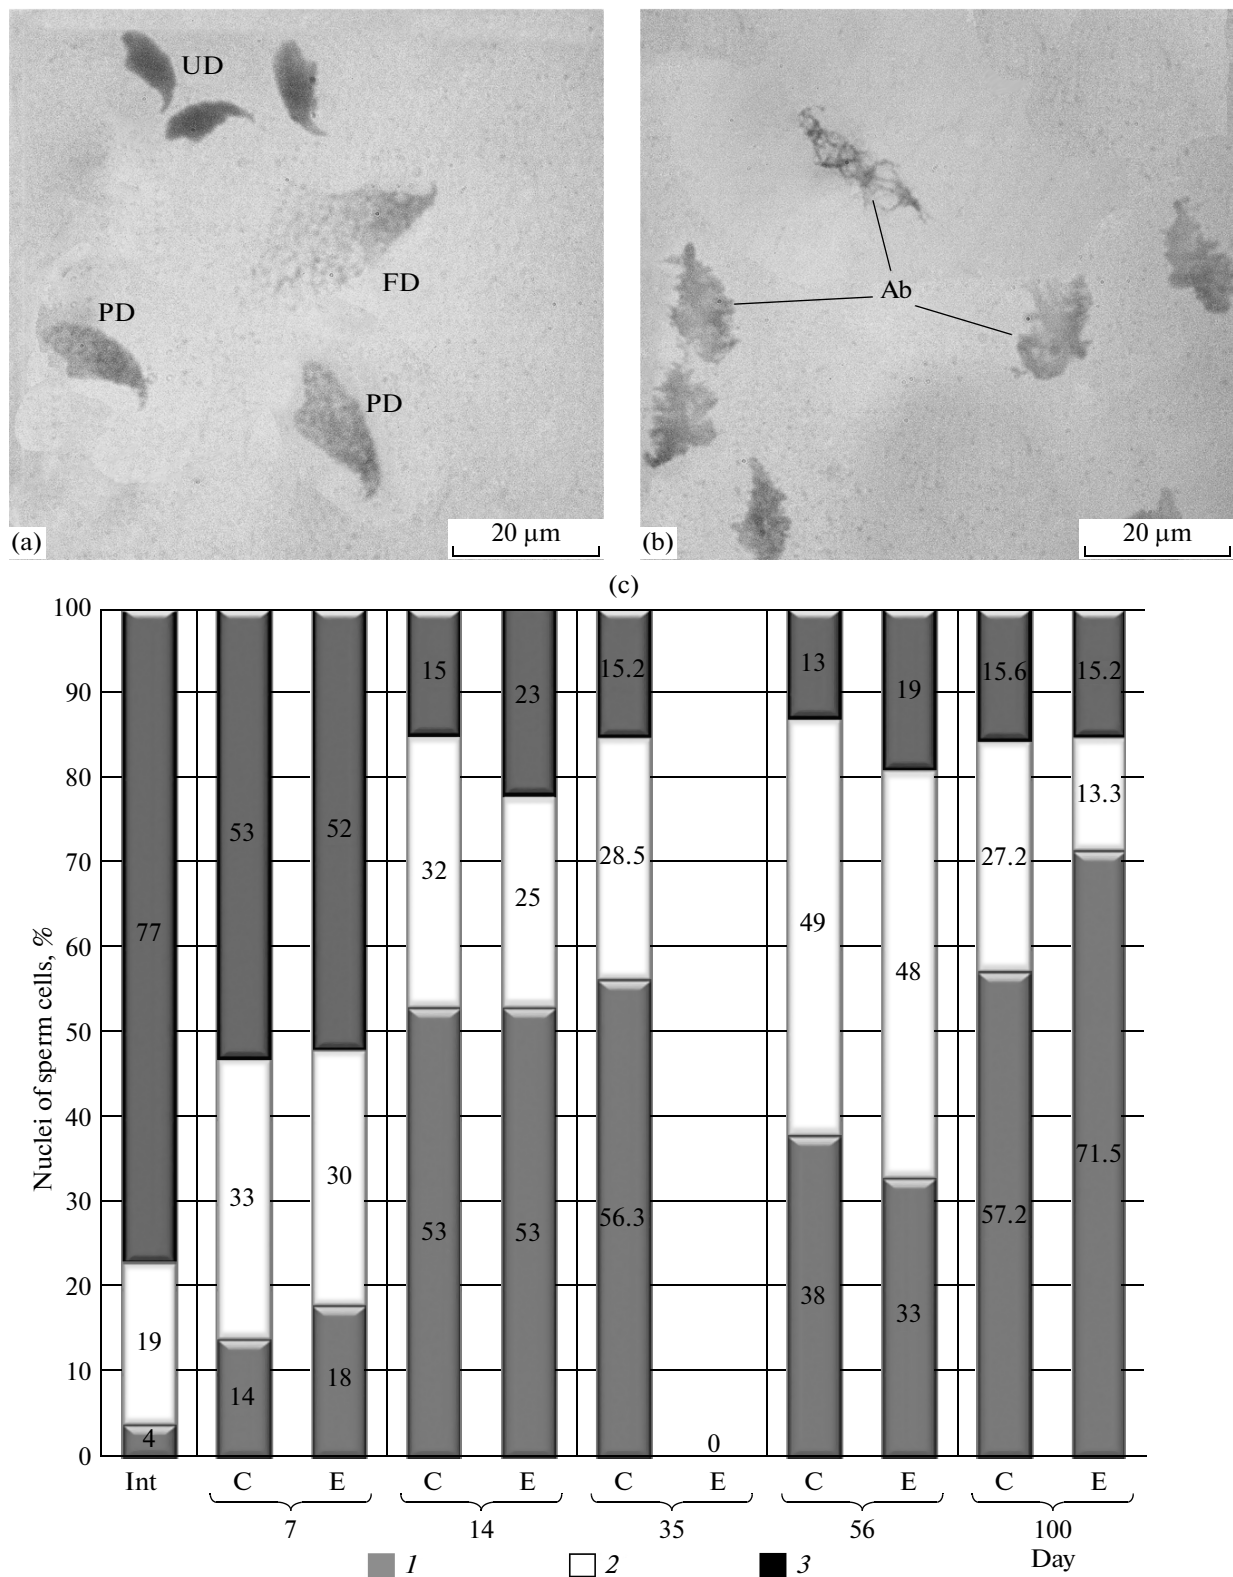 UD
FD
PD
PD
(a)
20 µm
Ab
(b)
20 µm
(c)
Nuclei of sperm cells, %
100
90
80
70
60
50
40
30
20
10
0
77
19
4
53
33
14
52
30
18
15
32
53
23
25
53
15.2
28.5
56.3
0
13
49
38
19
48
33
15.6
27.2
57.2
15.2
13.3
71.5
Int C E C E C E C E C E
7 14 35 56 100
Day
1 2 3